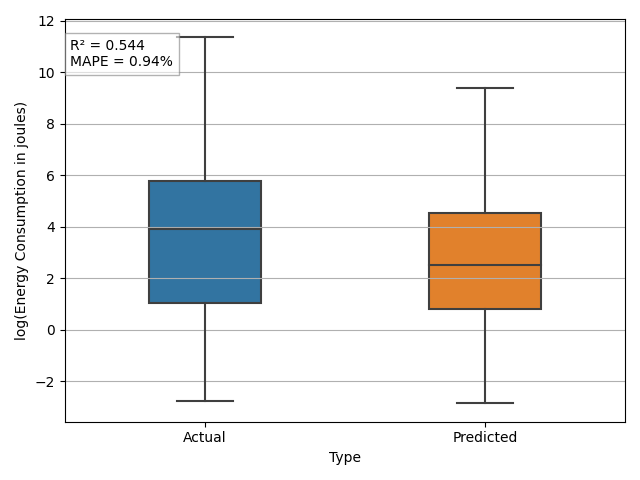 R² = 0.544
MAPE = 0.94%
12
10
8
6
4
2
0
−2
log(Energy Consumption in joules)
Actual
Predicted
Type